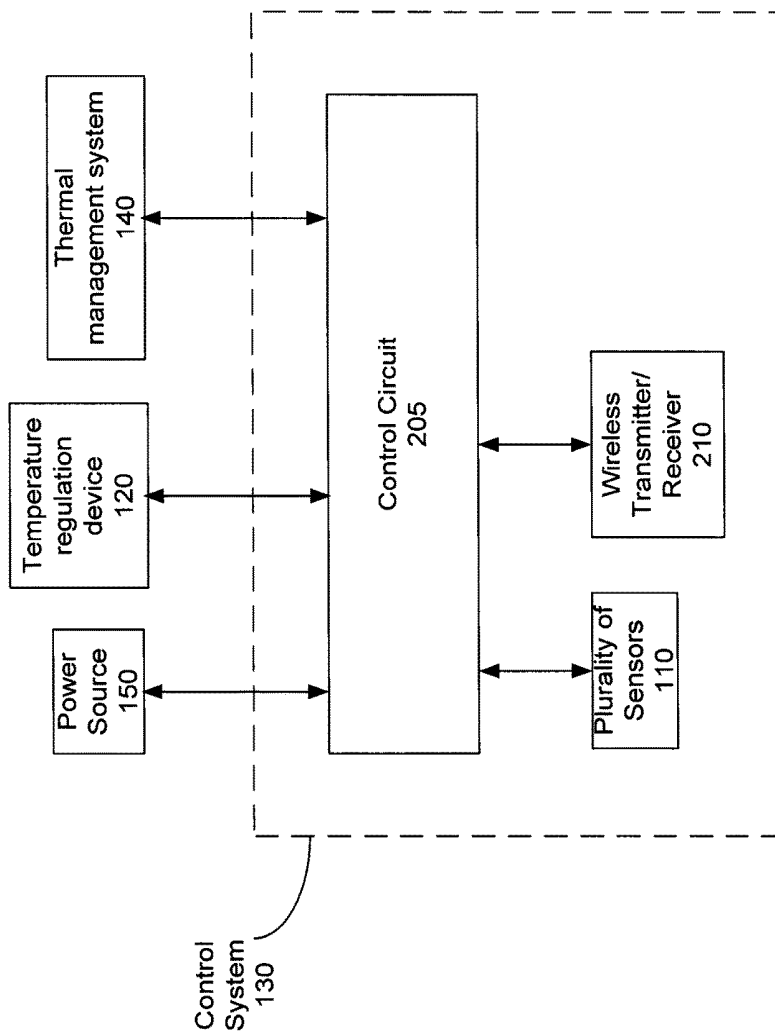 Power
Source
150
Temperature
regulation
device
120
Thermal
management system
140
Control Circuit
205
Plurality of
Sensors
110
Wireless
Transmitter/
Receiver
210
Control
System
130